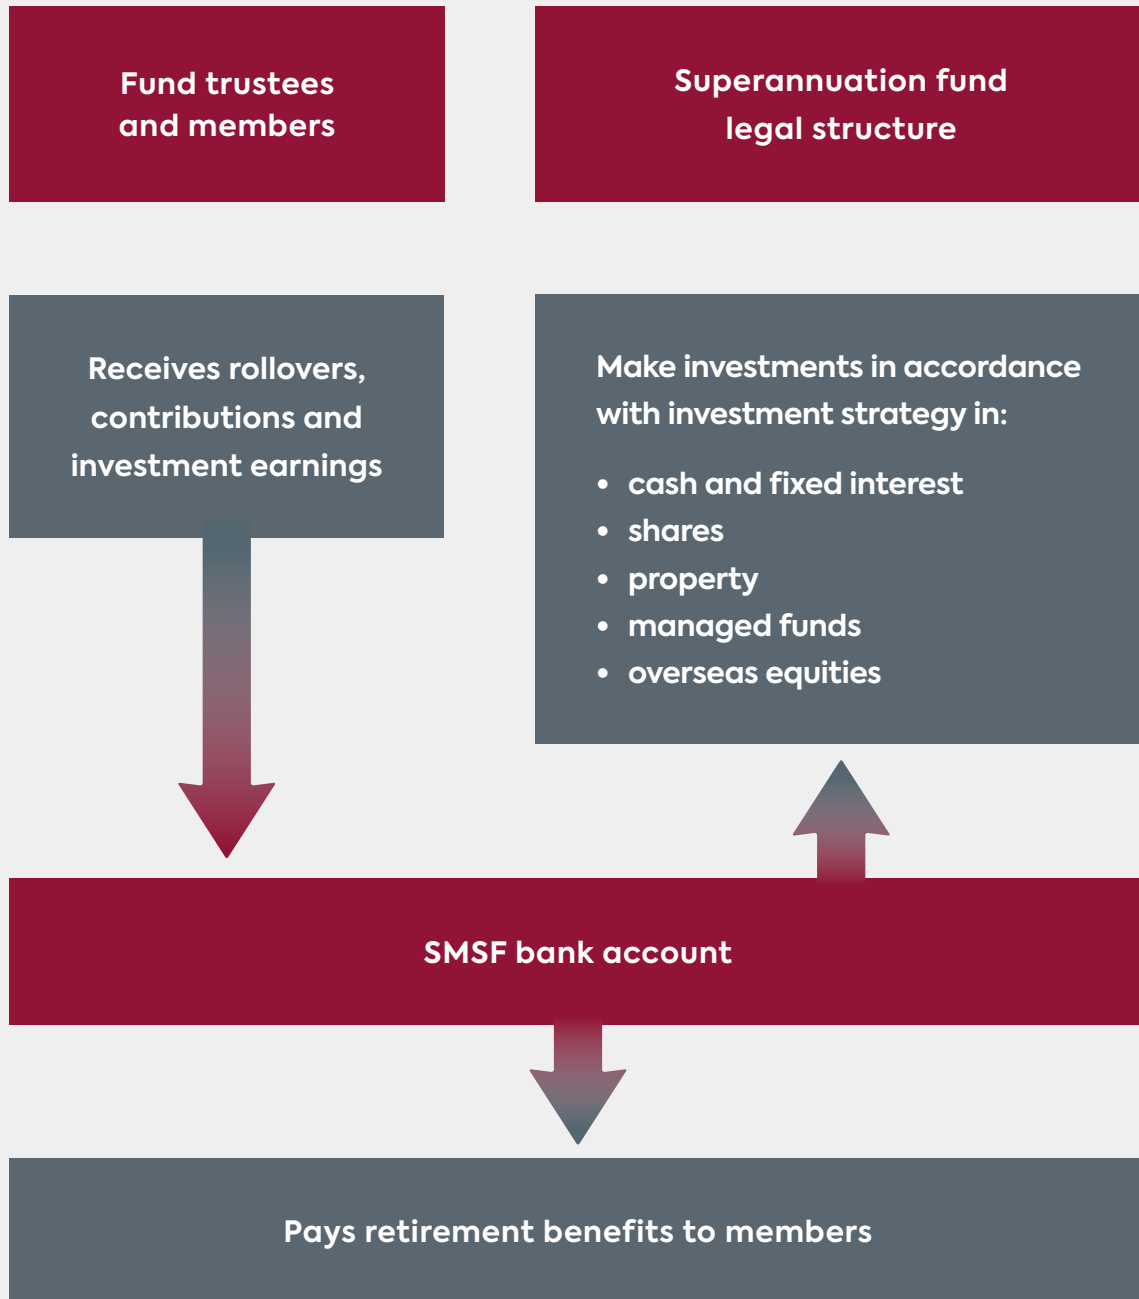 Fund trustees
and members
Superannuation fund
legal structure
Receives rollovers,
contributions and
investment earnings
Make investments in accordance
with investment strategy in:
• cash and fixed interest
• shares
• property
• managed funds
• overseas equities
SMSF bank account
Pays retirement benefits to members